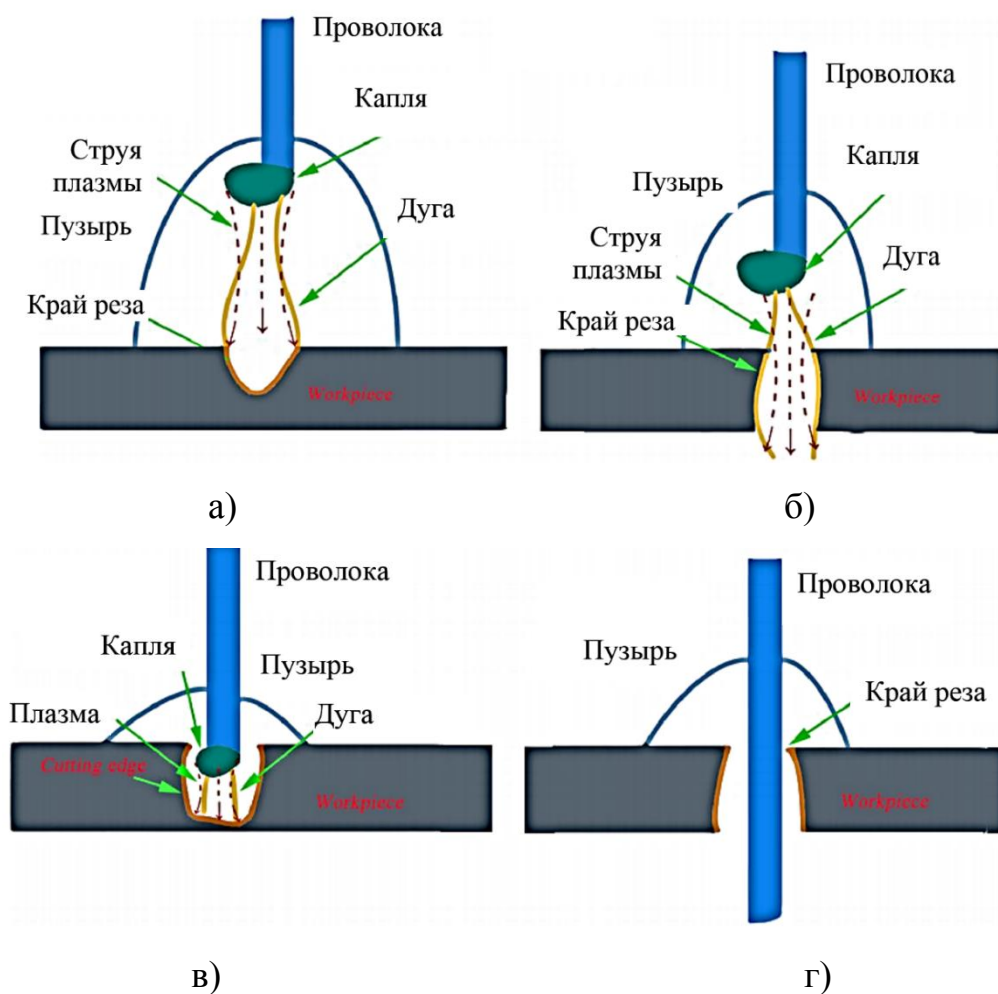 Проволока
Капля
Струя
плазмы
Пузырь
Дуга
Край реза
Workpiece
а)
Проволока
Капля
Пузырь
Струя
плазмы
Дуга
Край реза
Workpiece
б)
Проволока
Капля
Пузырь
Плазма
Дуга
Cutting edge
Workpiece
в)
Проволока
Пузырь
Край реза
Workpiece
г)